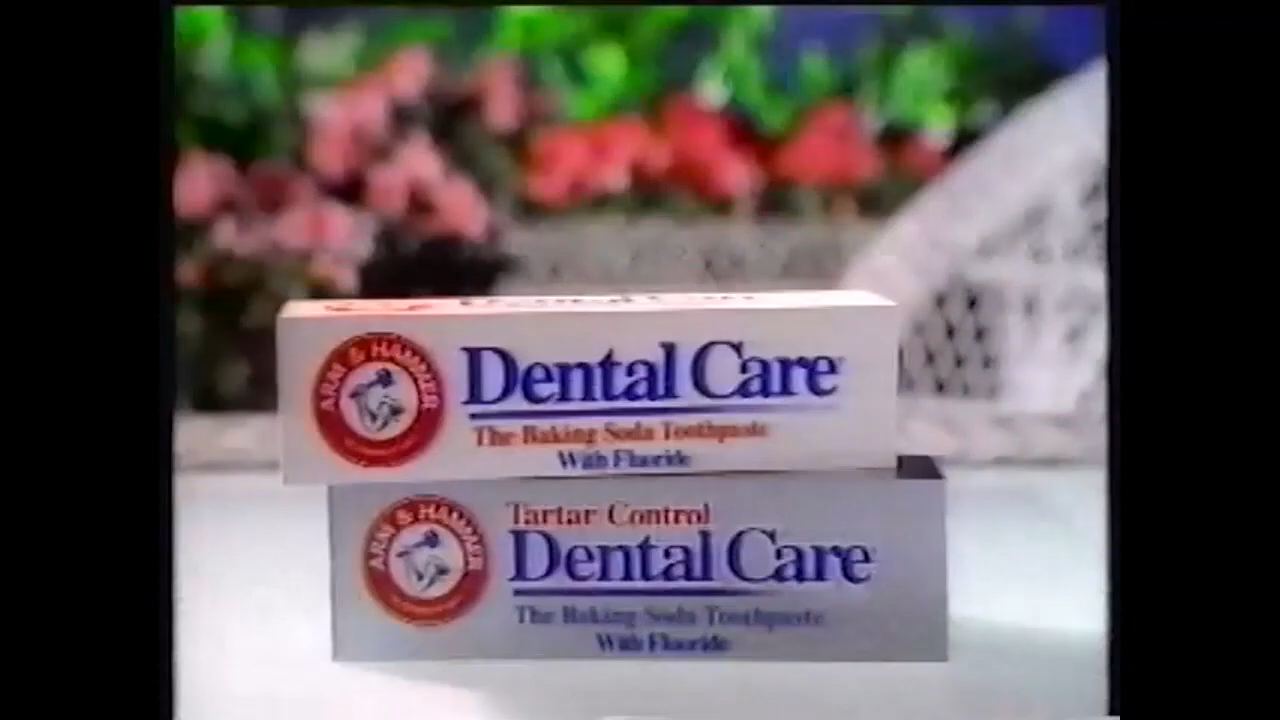 ARM & HAMMER
Dental Care
The Baking Soda Toothpaste
With Fluoride
ARM & HAMMER
Tartar Control
Dental Care
The Baking Soda Toothpaste
With Fluoride